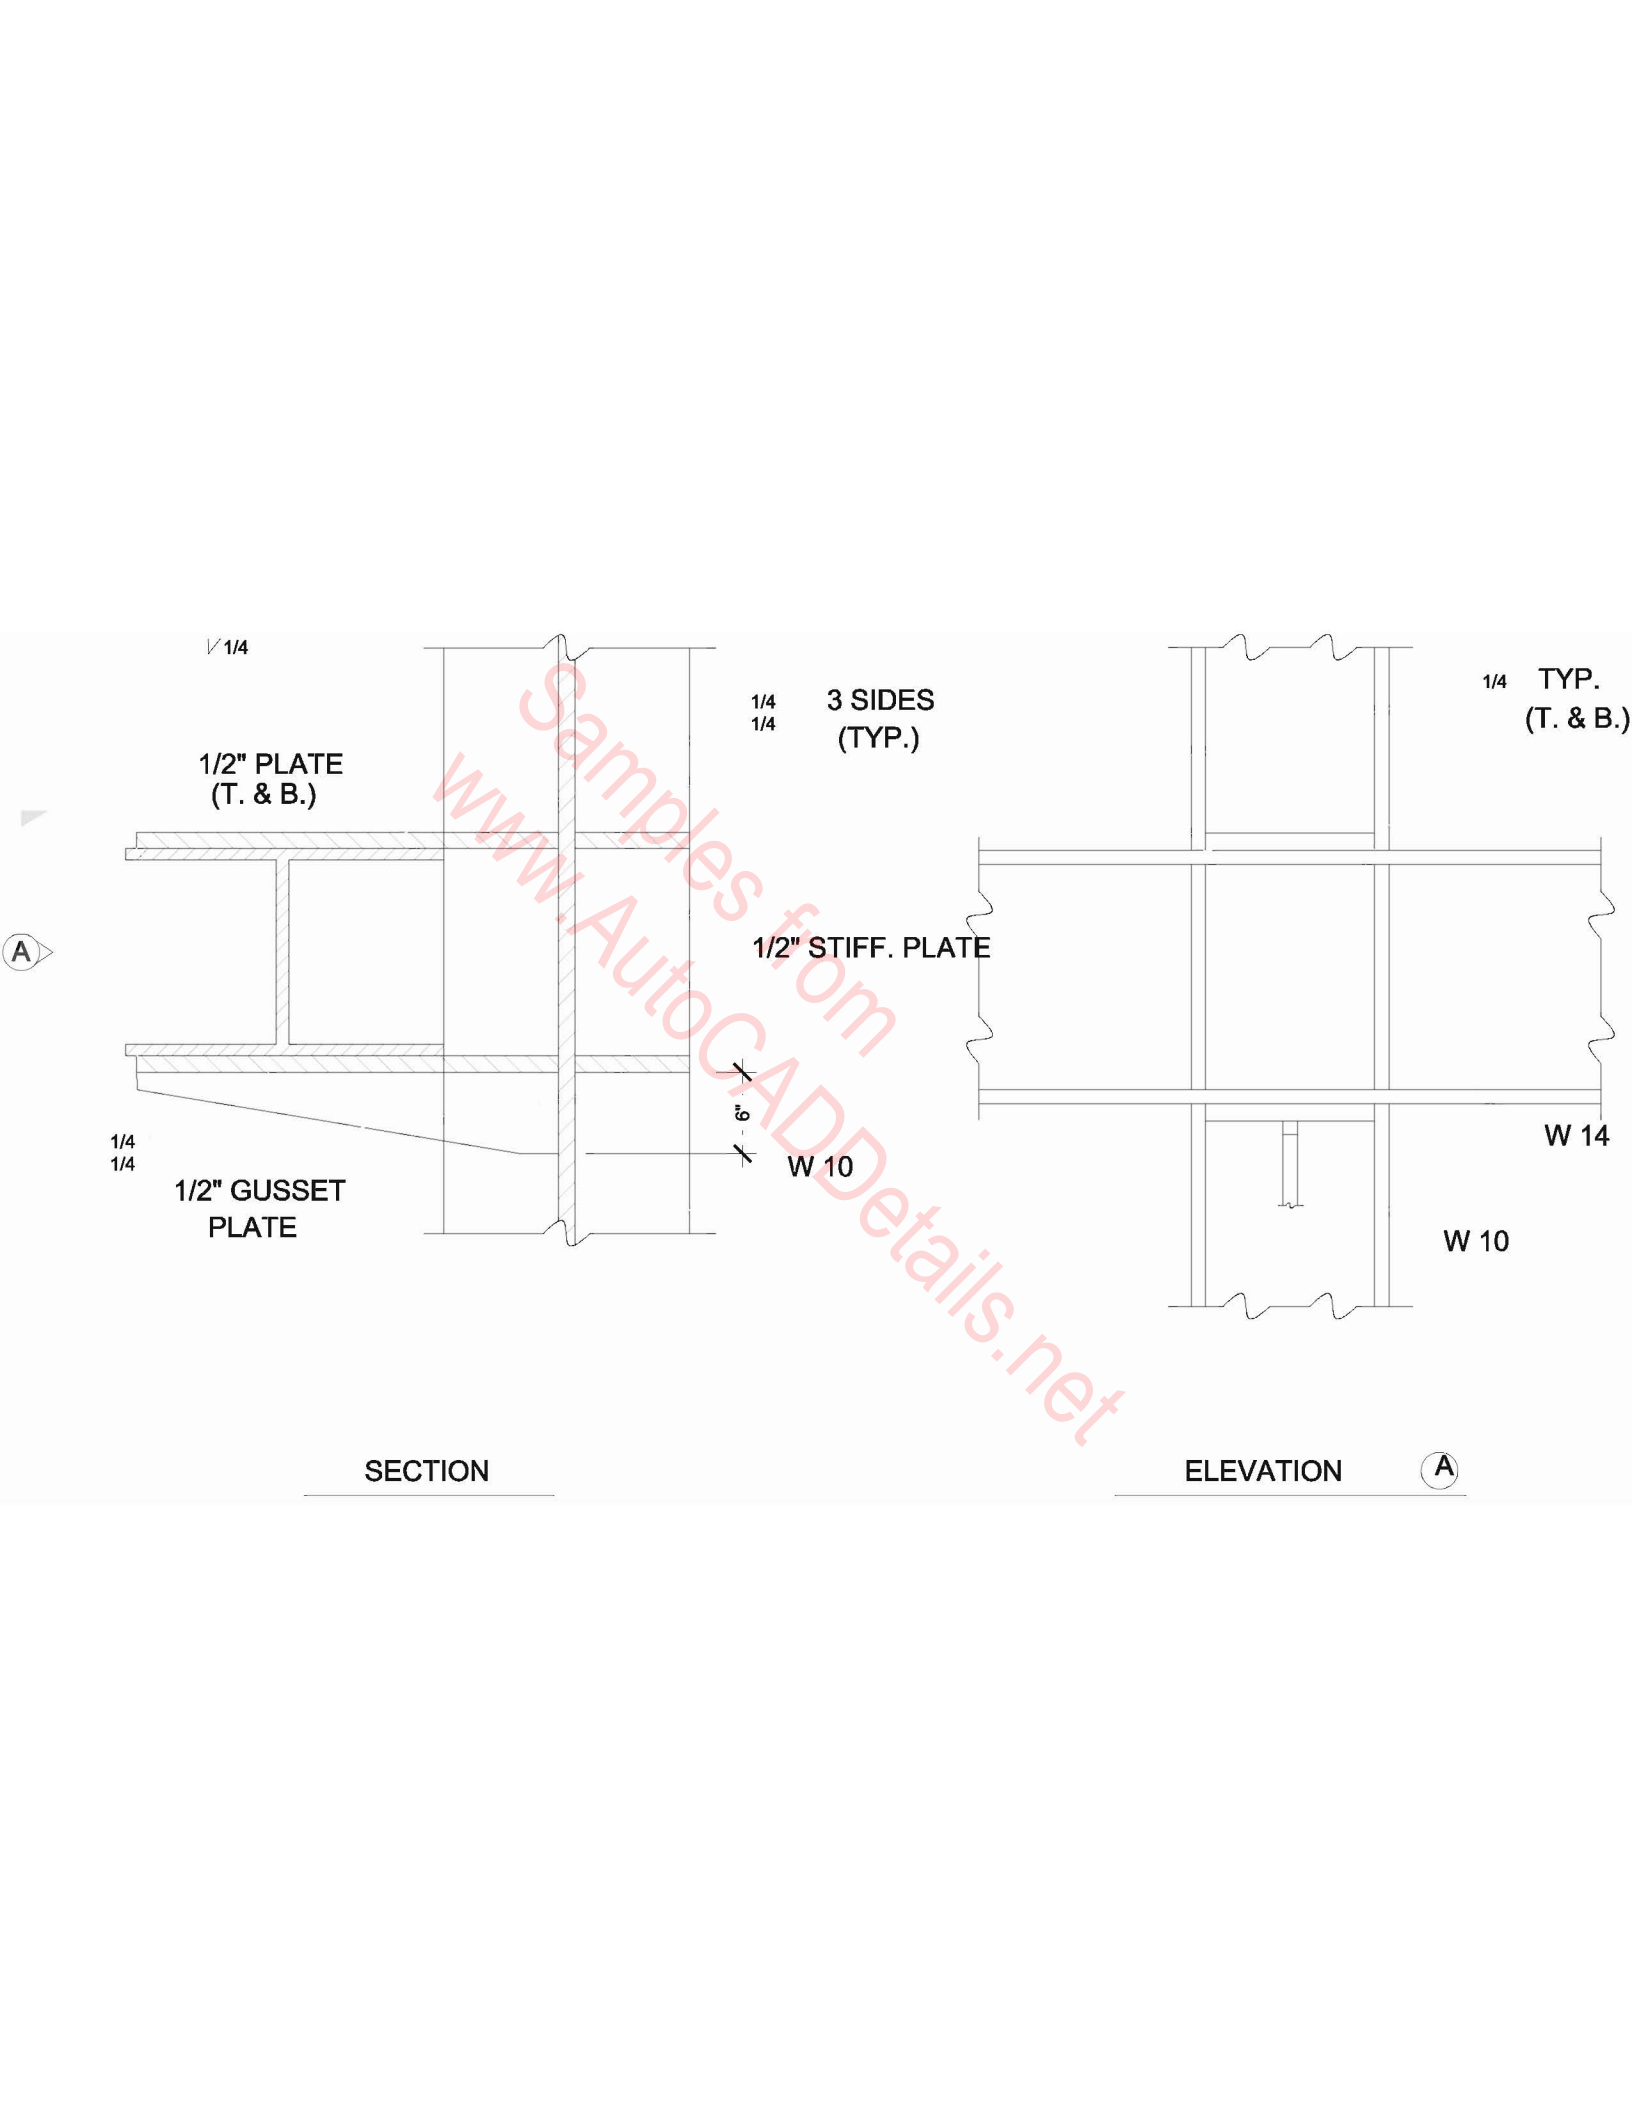 1/4
1/2" PLATE
(T. & B.)
1/4
1/4
3 SIDES
(TYP.)
1/4
TYP.
(T. & B.)
A
1/2" STIFF. PLATE
6"
W 10
1/4
1/4
1/2" GUSSET
PLATE
W 14
W 10
SECTION
ELEVATION
A
Samples from
www.AutoCADDetails.net